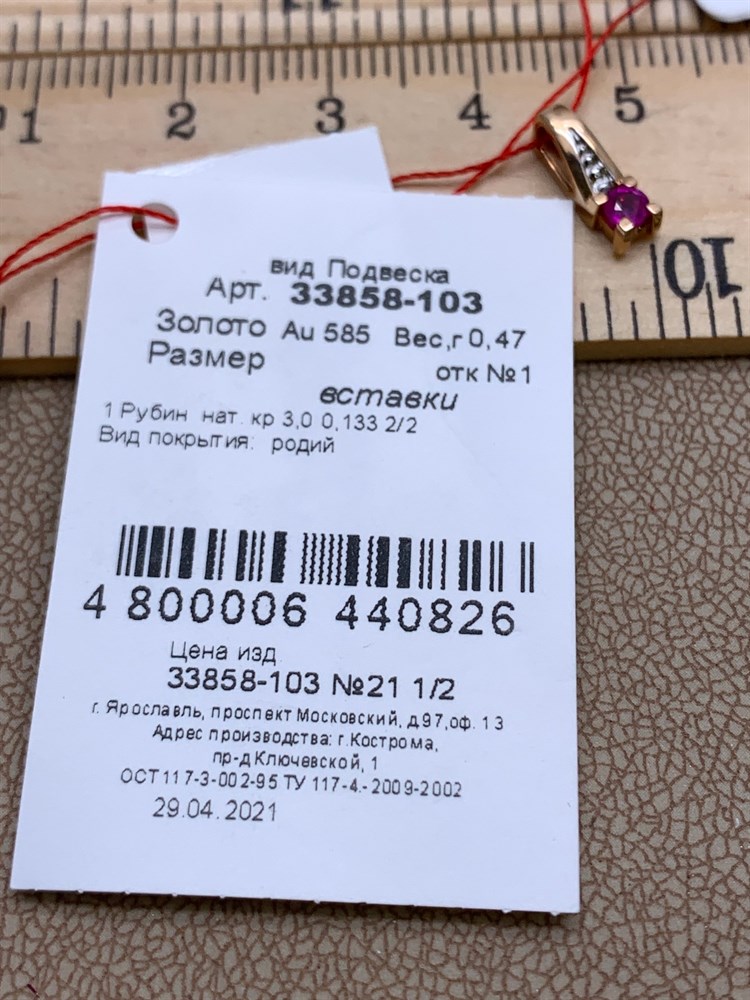 11
1 2 3 4 5
10
вид Подвеска
Арт. 33858-103
Золото Au 585 Вес,г 0,47
Размер отк №1
вставки
1 Рубин нат. кр 3,0 0,133 2/2
Вид покрытия: родий
4 800006 440826
Цена изд
33858-103 №21 1/2
г. Ярославль, проспект Московский, д.97,оф. 13
Адрес производства: г.Кострома,
пр-д Ключевской, 1
ОСТ117-3-002-95 ТУ 117-4.-2009-2002
29.04.2021